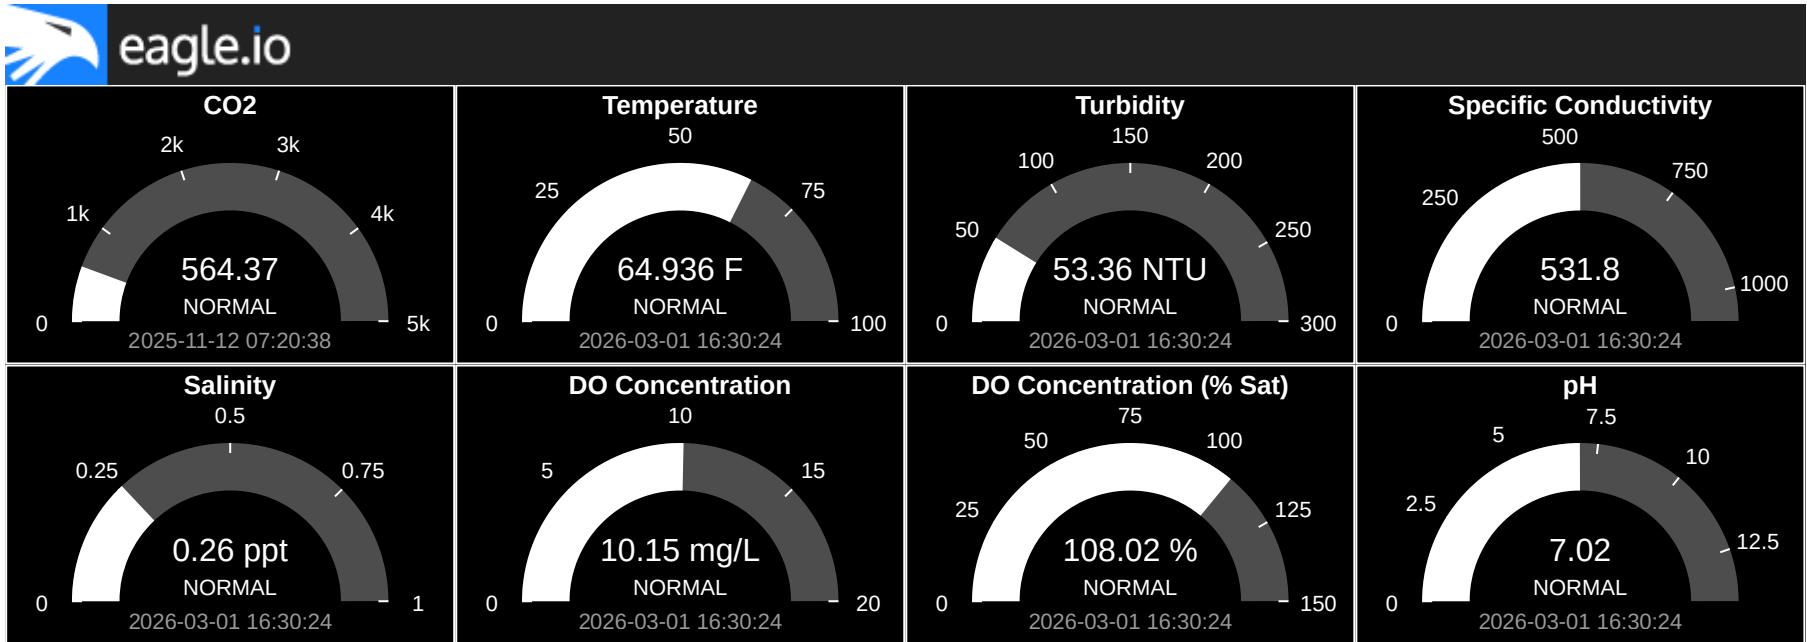 eagle.io
CO2
2k
3k
1k
4k
564.37
NORMAL
0
5k
2025-11-12 07:20:38
Temperature
50
25
75
64.936 F
NORMAL
0
100
2026-03-01 16:30:24
Turbidity
150
100
200
50
250
53.36 NTU
NORMAL
0
300
2026-03-01 16:30:24
Specific Conductivity
500
750
250
531.8
1000
NORMAL
0
2026-03-01 16:30:24
Salinity
0.5
0.25
0.75
0.26 ppt
NORMAL
0
1
2026-03-01 16:30:24
DO Concentration
10
5
15
10.15 mg/L
NORMAL
0
20
2026-03-01 16:30:24
DO Concentration (% Sat)
75
50
100
25
125
108.02 %
NORMAL
0
150
2026-03-01 16:30:24
pH
7.5
5
10
2.5
12.5
7.02
NORMAL
0
2026-03-01 16:30:24